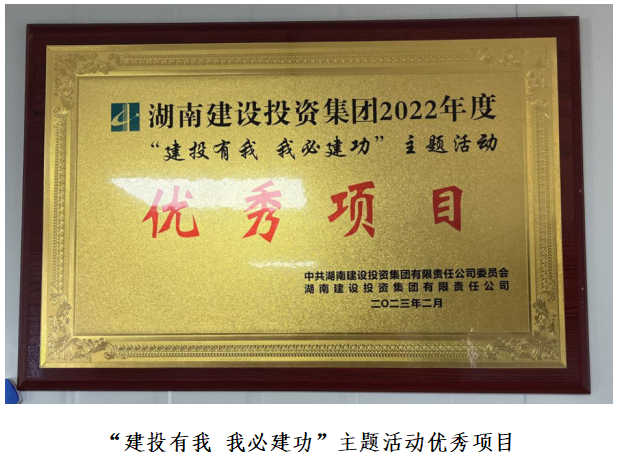 湖南建设投资集团2022年度
“建投有我 我必建功”主题活动
优秀项目
中共湖南建设投资集团有限责任公司委员会
湖南建设投资集团有限责任公司
二〇二三年二月
“建投有我 我必建功”主题活动优秀项目